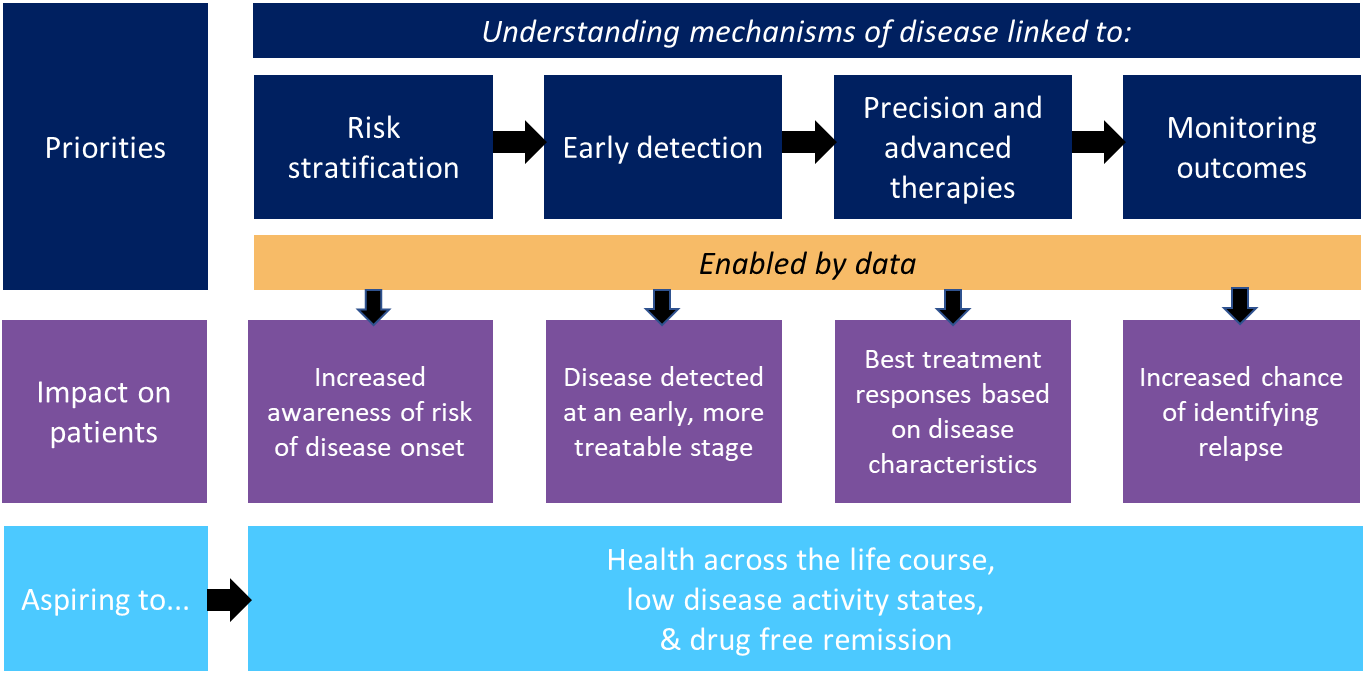 Understanding mechanisms of disease linked to:
Priorities
Risk
stratification
Early detection
Precision and
advanced
therapies
Monitoring
outcomes
Enabled by data
Impact on
patients
Increased
awareness of risk
of disease onset
Disease detected
at an early, more
treatable stage
Best treatment
responses based
on disease
characteristics
Increased chance
of identifying
relapse
Aspiring to...
Health across the life course,
low disease activity states,
& drug free remission